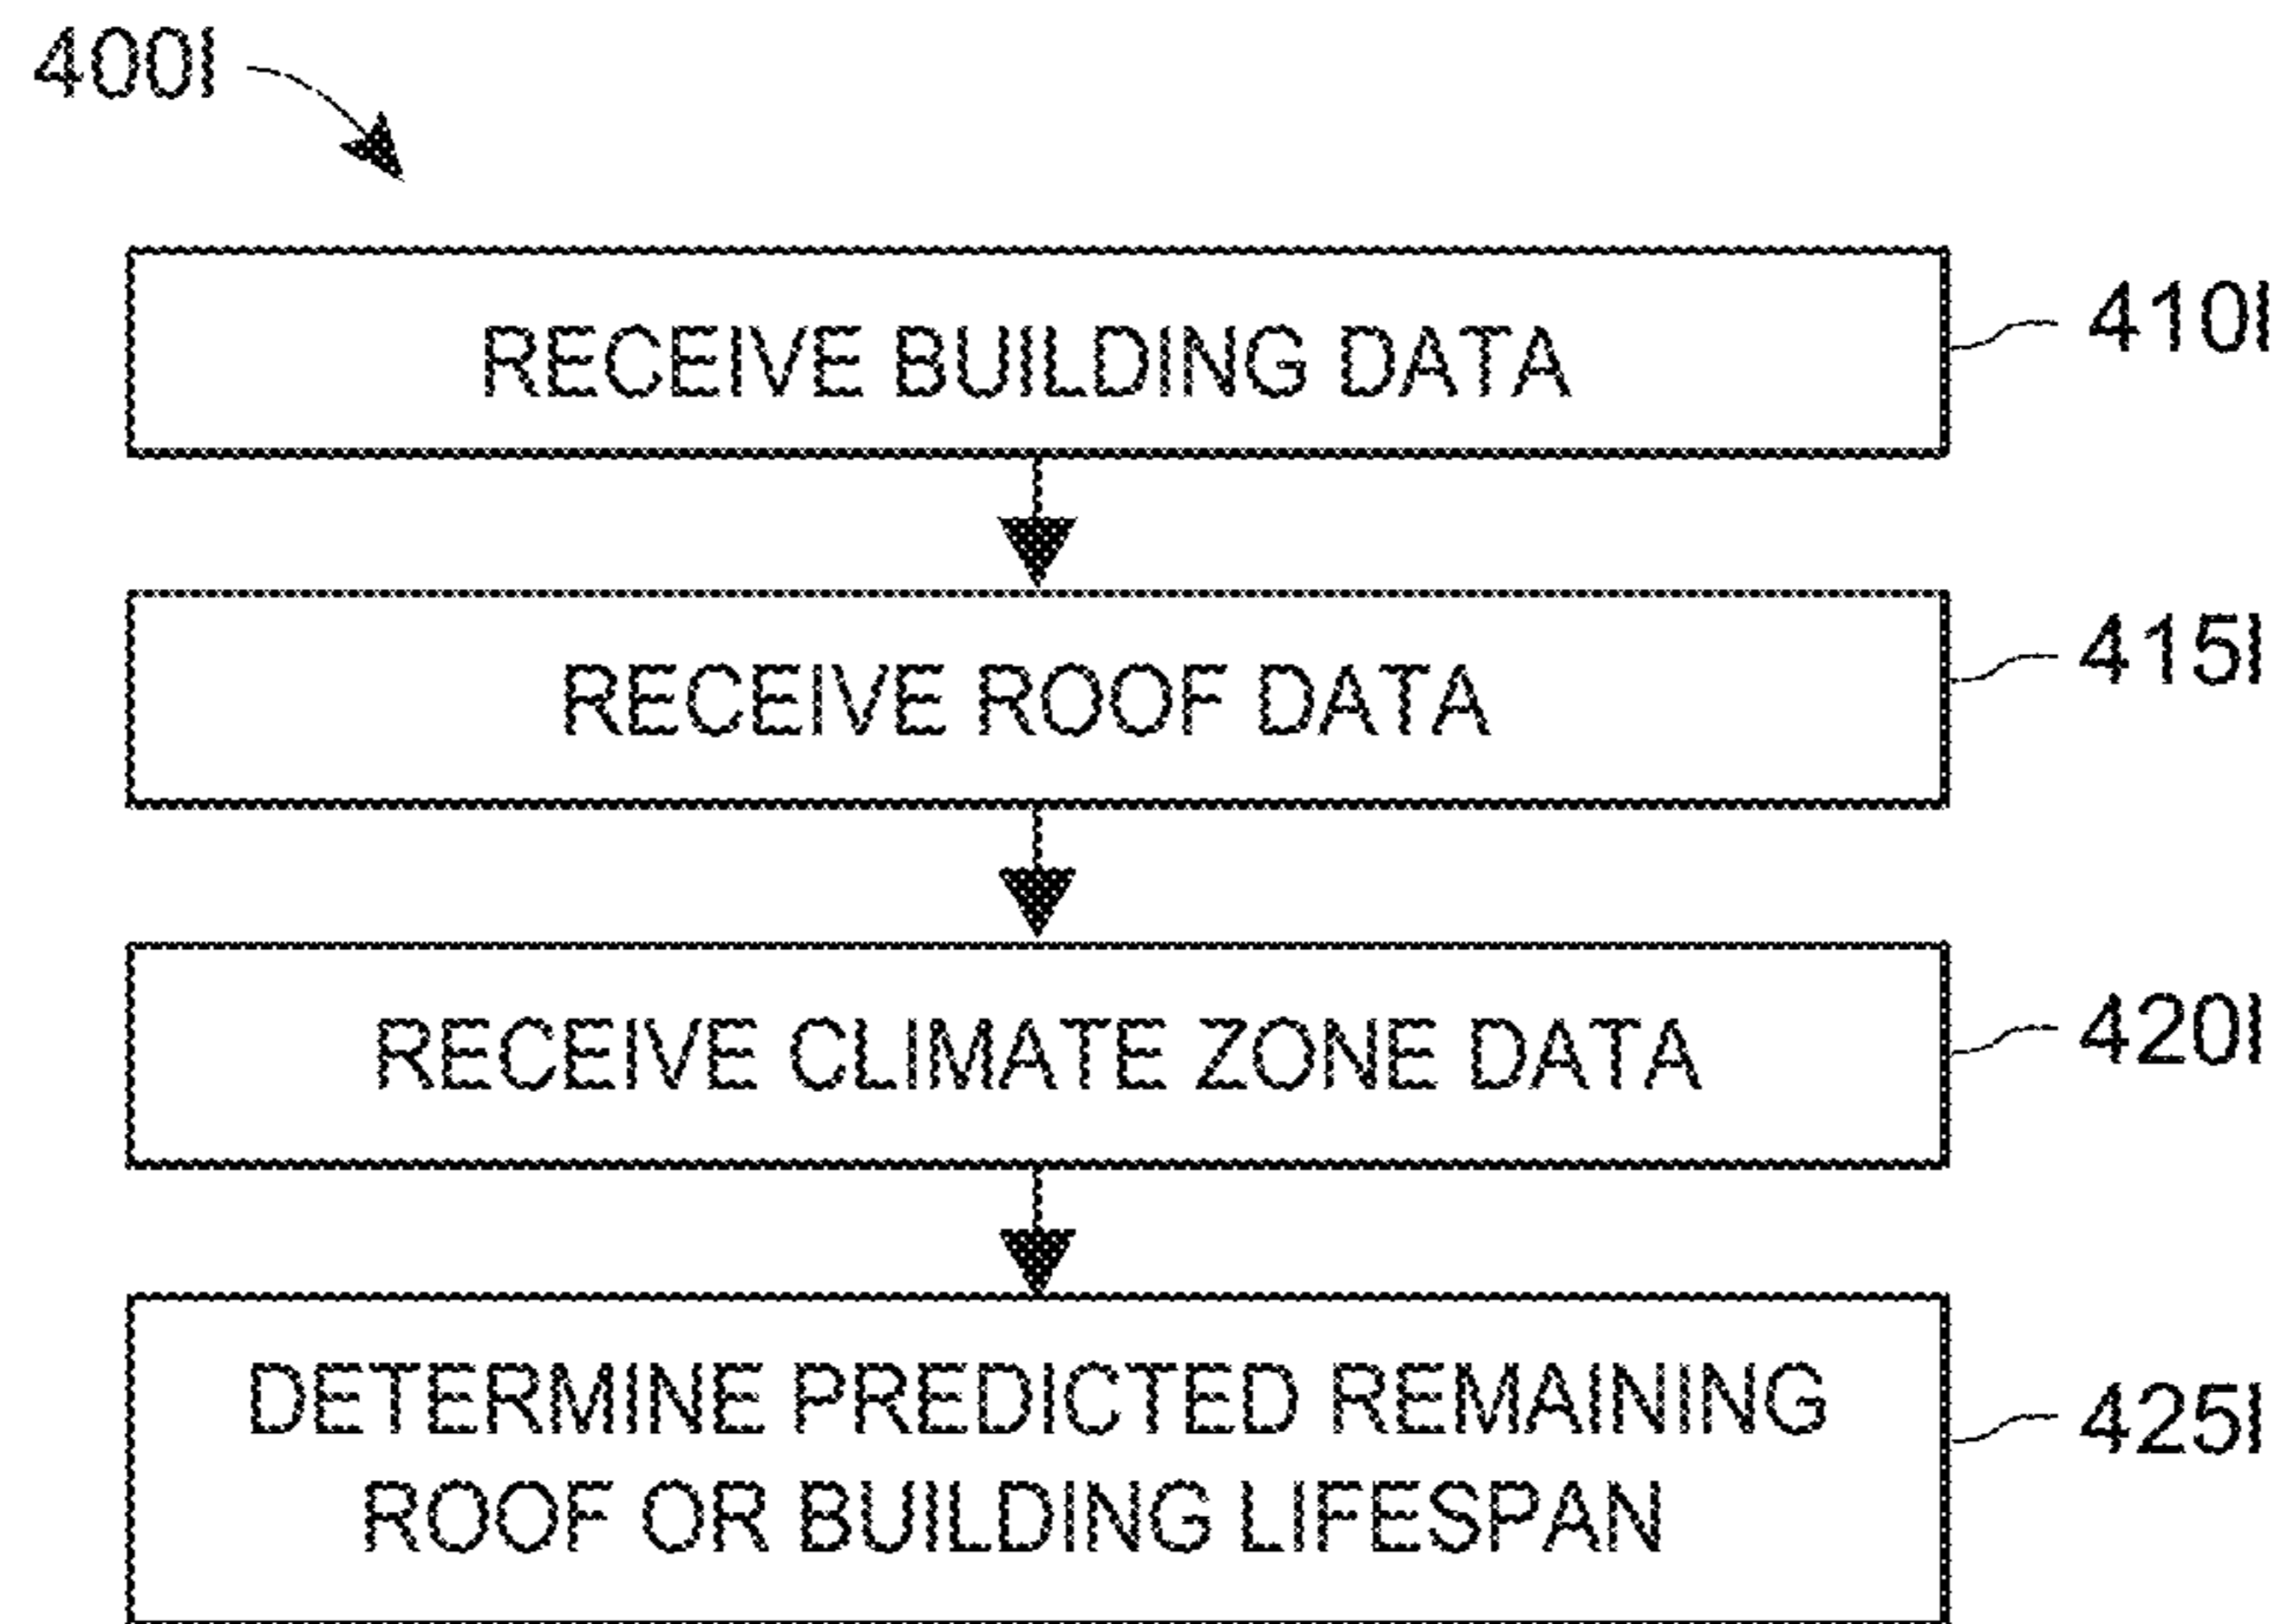 400I
RECEIVE BUILDING DATA
410I
RECEIVE ROOF DATA
415I
RECEIVE CLIMATE ZONE DATA
420I
DETERMINE PREDICTED REMAINING
ROOF OR BUILDING LIFESPAN
425I